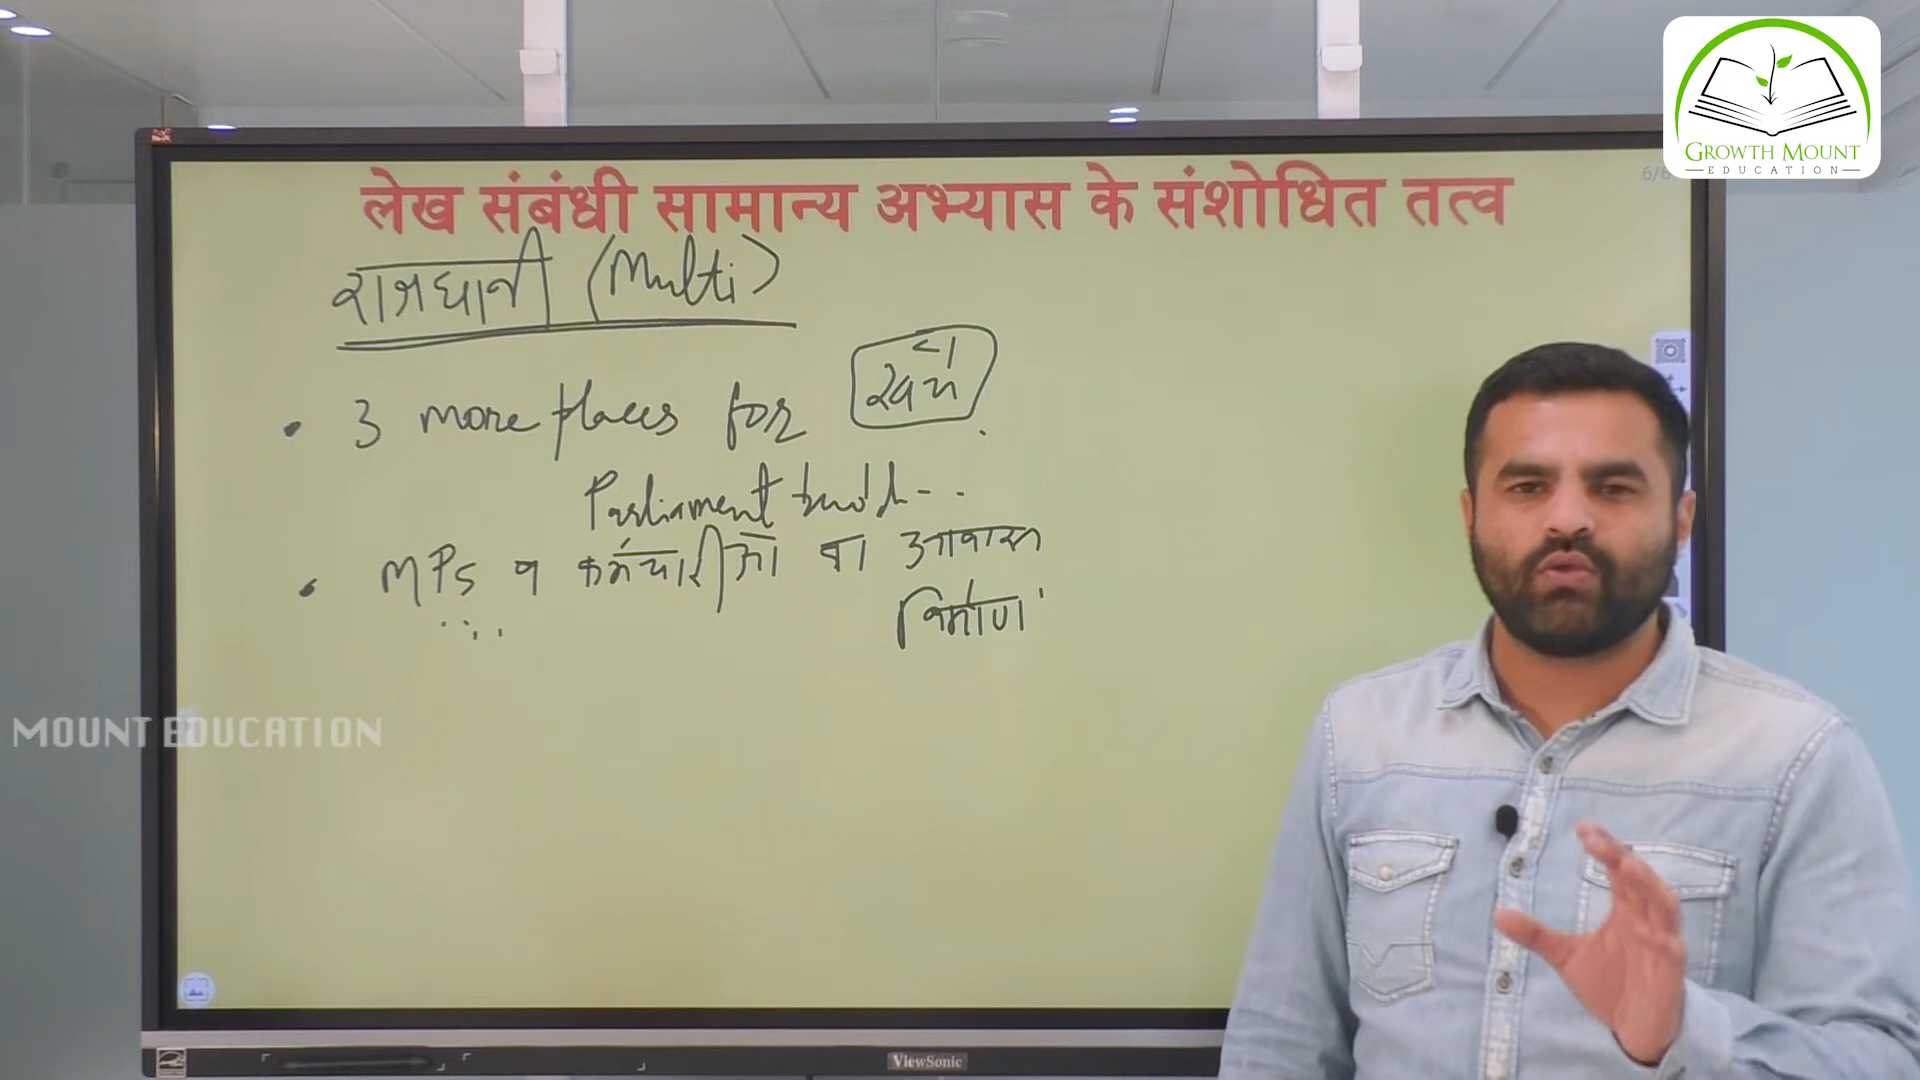 GROWTH MOUNT
EDUCATION
लेख संबंधी सामान्य अभ्यास के संशोधित तत्व
राजधानी (Multi)
• 3 more places for खर्चा
Parliament
• MPs व कर्मचारीओं का आवास
निर्माण
MOUNT EDUCATION
ViewSonic